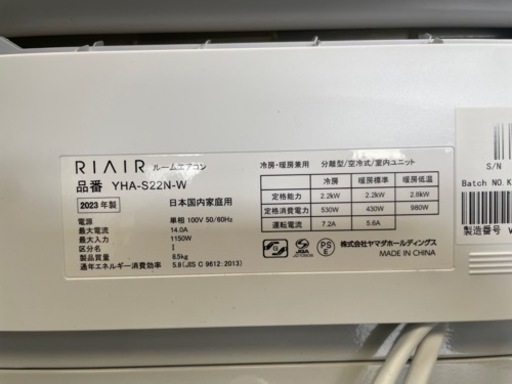 RIAIR ルームエアコン
品番 YHA-S22N-W
2023年製 日本国内家庭用
電源 単相 100V 50/60Hz
最大電流 14.0A
最大入力 1150W
区分名 I
製品質量 8.5kg
通年エネルギー消費効率 5.8 (JIS C 9612:2013)
冷房・暖房兼用 分離型/空冷式/室内ユニット
冷房 暖房標準 暖房低温
定格能力 2.2kW 2.2kW 2.8kW
定格消費電力 530W 430W 980W
運転電流 7.2A 5.6A
PS
E
株式会社ヤマダホールディングス
MADE IN CHINA
S/N
Batch NO.K
製造番号